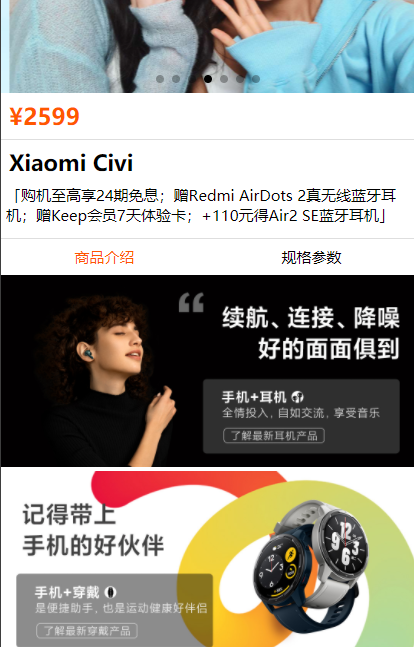 ¥2599
Xiaomi Civi
「购机至高享24期免息；赠Redmi AirDots 2真无线蓝牙耳
机；赠Keep会员7天体验卡；+110元得Air2 SE蓝牙耳机」
商品介绍
规格参数
续航、连接、降噪
好的面面俱到
手机+耳机
全情投入，自如交流，享受音乐
了解最新耳机产品
记得带上
手机的好伙伴
手机+穿戴
是便捷助手，也是运动健康好伴侣
了解最新穿戴产品